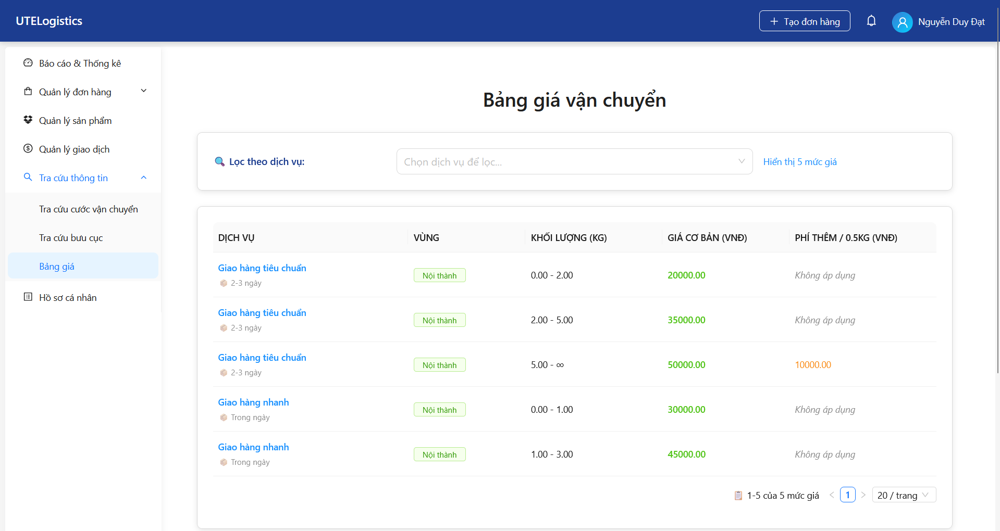 UTELogistics
Tạo đơn hàng
Nguyễn Duy Đạt
Báo cáo & Thống kê
Quản lý đơn hàng
Quản lý sản phẩm
Quản lý giao dịch
Tra cứu thông tin
Tra cứu cước vận chuyển
Tra cứu bưu cục
Bảng giá
Hồ sơ cá nhân
Bảng giá vận chuyển
Lọc theo dịch vụ:
Chọn dịch vụ để lọc...
Hiển thị 5 mức giá
DỊCH VỤ VÙNG KHỐI LƯỢNG (KG) GIÁ CƠ BẢN (VNĐ) PHÍ THÊM / 0.5KG (VNĐ)
Giao hàng tiêu chuẩn
2-3 ngày
Nội thành
0.00 - 2.00
20000.00
Không áp dụng
Giao hàng tiêu chuẩn
2-3 ngày
Nội thành
2.00 - 5.00
35000.00
Không áp dụng
Giao hàng tiêu chuẩn
2-3 ngày
Nội thành
5.00 - ∞
50000.00
10000.00
Giao hàng nhanh
Trong ngày
Nội thành
0.00 - 1.00
30000.00
Không áp dụng
Giao hàng nhanh
Trong ngày
Nội thành
1.00 - 3.00
45000.00
Không áp dụng
1-5 của 5 mức giá
1
20 / trang